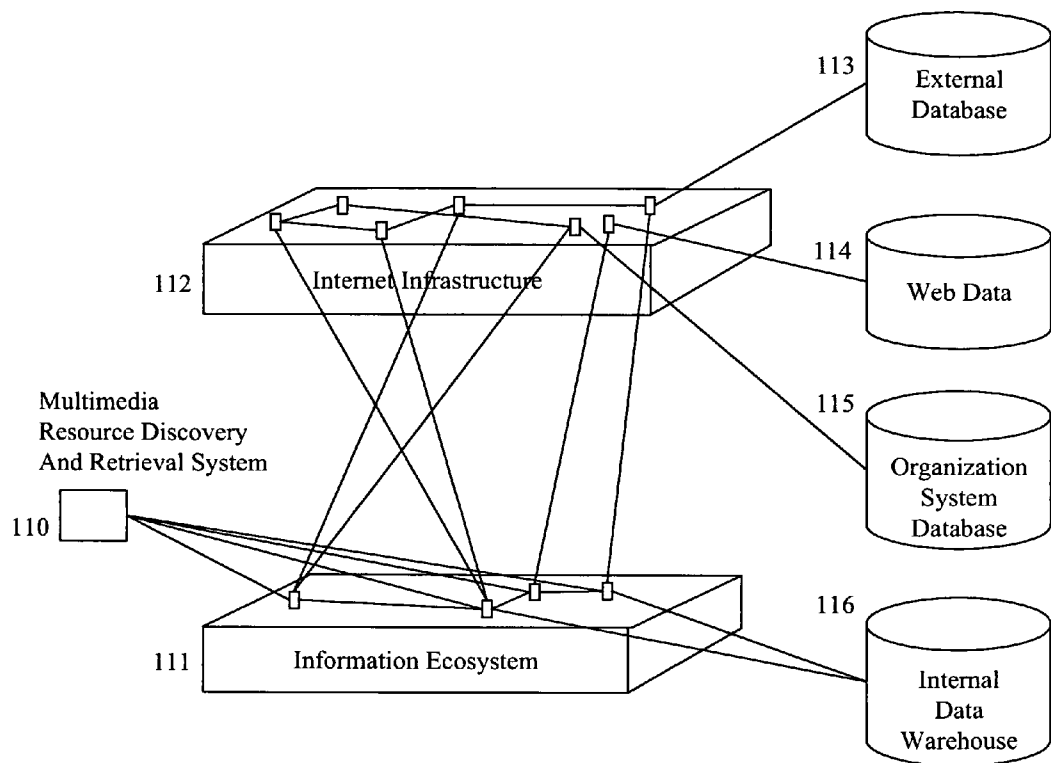 113
External
Database
112
Internet Infrastructure
114
Web Data
Multimedia
Resource Discovery
And Retrieval System
110
115
Organization
System
Database
111
Information Ecosystem
116
Internal
Data
Warehouse